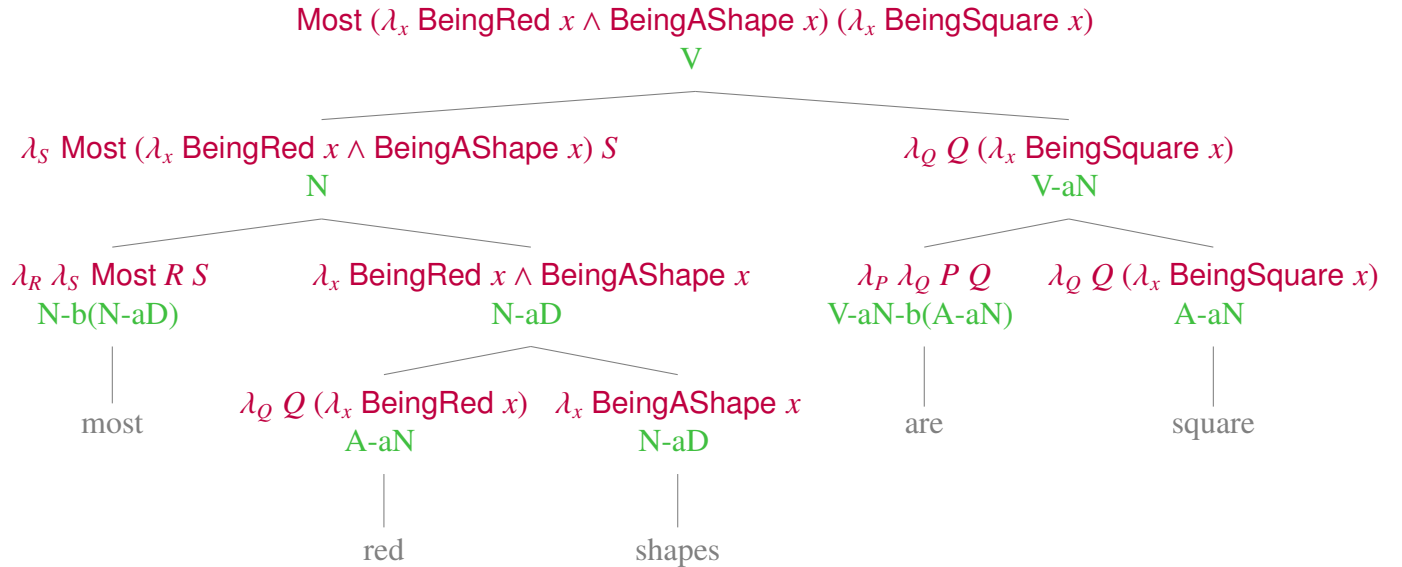 Most (λx BeingRed x ∧ BeingAShape x) (λx BeingSquare x)
V
λS Most (λx BeingRed x ∧ BeingAShape x) S λQ Q (λx BeingSquare x)
N V-aN
λR λS Most R S λx BeingRed x ∧ BeingAShape x λP λQ P Q λQ Q (λx BeingSquare x)
N-b(N-aD) N-aD V-aN-b(A-aN) A-aN
λQ Q (λx BeingRed x) λx BeingAShape x
most A-aN N-aD are square
red shapes